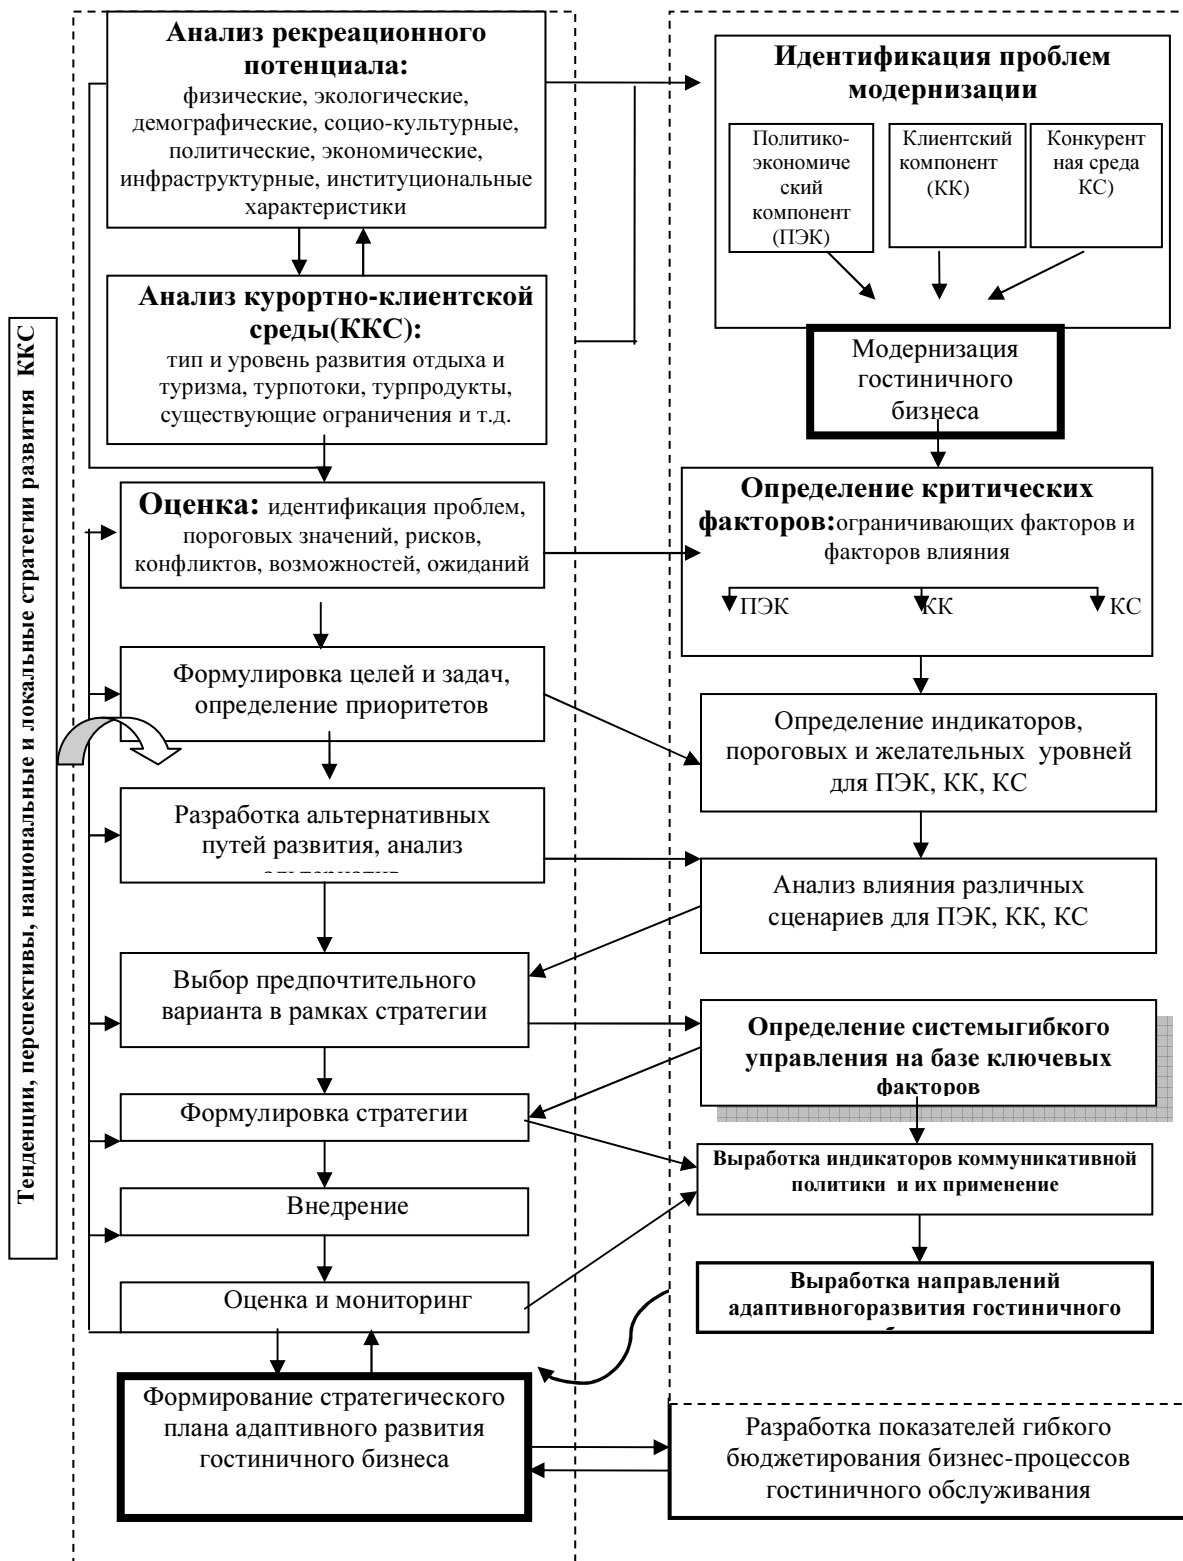 Тенденции, перспективы, национальные и локальные стратегии развития ККС
Анализ рекреационного
потенциала:
физические, экологические,
демографические, социо-культурные,
политические, экономические,
инфраструктурные, институциональные
характеристики
Анализ курортно-клиентской
среды(ККС):
тип и уровень развития отдыха и
туризма, турпотоки, турпродукты,
существующие ограничения и т.д.
Оценка: идентификация проблем,
пороговых значений, рисков,
конфликтов, возможностей, ожиданий
Формулировка целей и задач,
определение приоритетов
Разработка альтернативных
путей развития, анализ
Выбор предпочтительного
варианта в рамках стратегии
Формулировка стратегии
Внедрение
Оценка и мониторинг
Формирование стратегического
плана адаптивного развития
гостиничного бизнеса
Идентификация проблем
модернизации
Политико-
экономиче
ский
компонент
(ПЭК)
Клиентский
компонент
(КК)
Конкурент
ная среда
КС)
Модернизация
гостиничного
бизнеса
Определение критических
факторов:ограничивающих факторов и
факторов влияния
ПЭК КК КС
Определение индикаторов,
пороговых и желательных уровней
для ПЭК, КК, КС
Анализ влияния различных
сценариев для ПЭК, КК, КС
Определение системыгибкого
управления на базе ключевых
факторов
Выработка индикаторов коммуникативной
политики и их применение
Выработка направлений
адаптивногоразвития гостиничного
Разработка показателей гибкого
бюджетирования бизнес-процессов
гостиничного обслуживания